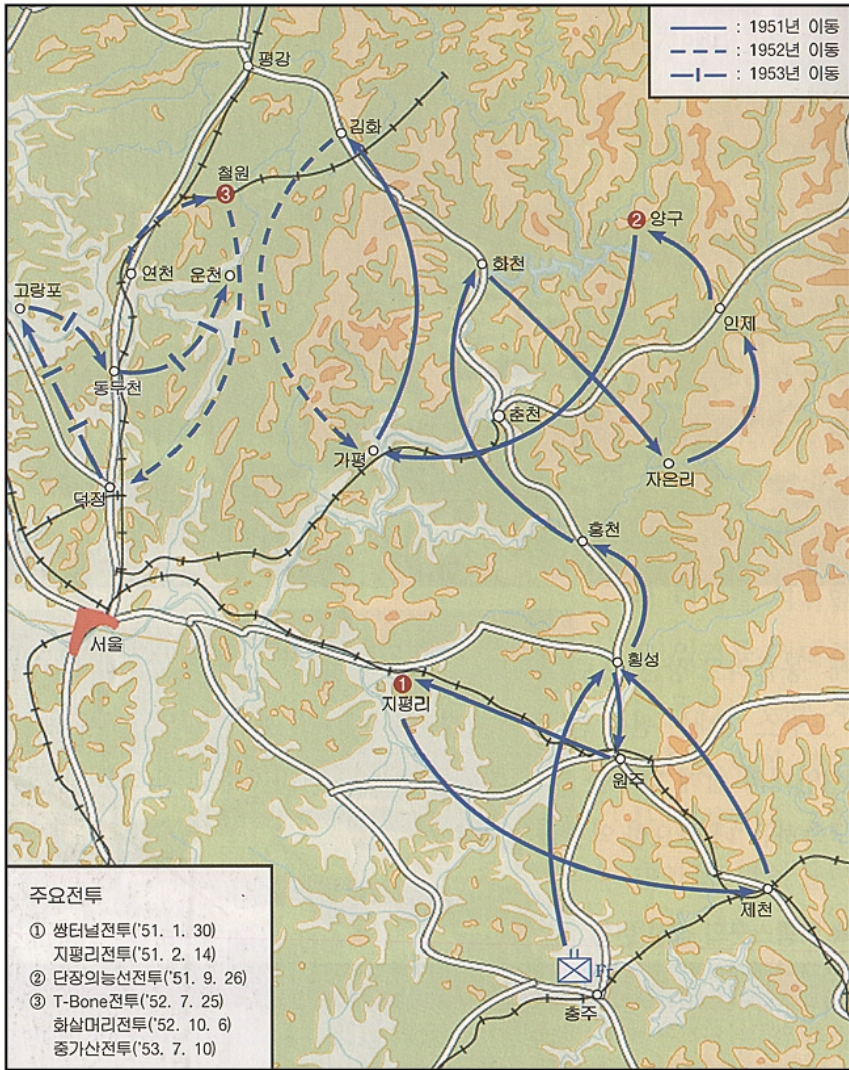 : 1951년 이동
: 1952년 이동
: 1953년 이동
평강
김화
철원
③
② 양구
화천
연천
운천
고랑포
인제
동두천
춘천
가평
자은리
덕정
홍천
서울
횡성
①
지평리
원주
제천
Fr
충주
주요전투
① 쌍터널전투('51. 1. 30)
지평리전투('51. 2. 14)
② 단장의능선전투('51. 9. 26)
③ T-Bone전투('52. 7. 25)
화살머리전투('52. 10. 6)
중가산전투('53. 7. 10)